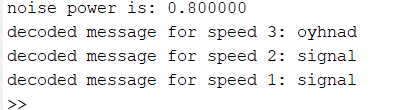 noise power is: 0.800000
decoded message for speed 3: oyhnad
decoded message for speed 2: signal
decoded message for speed 1: signal
>>